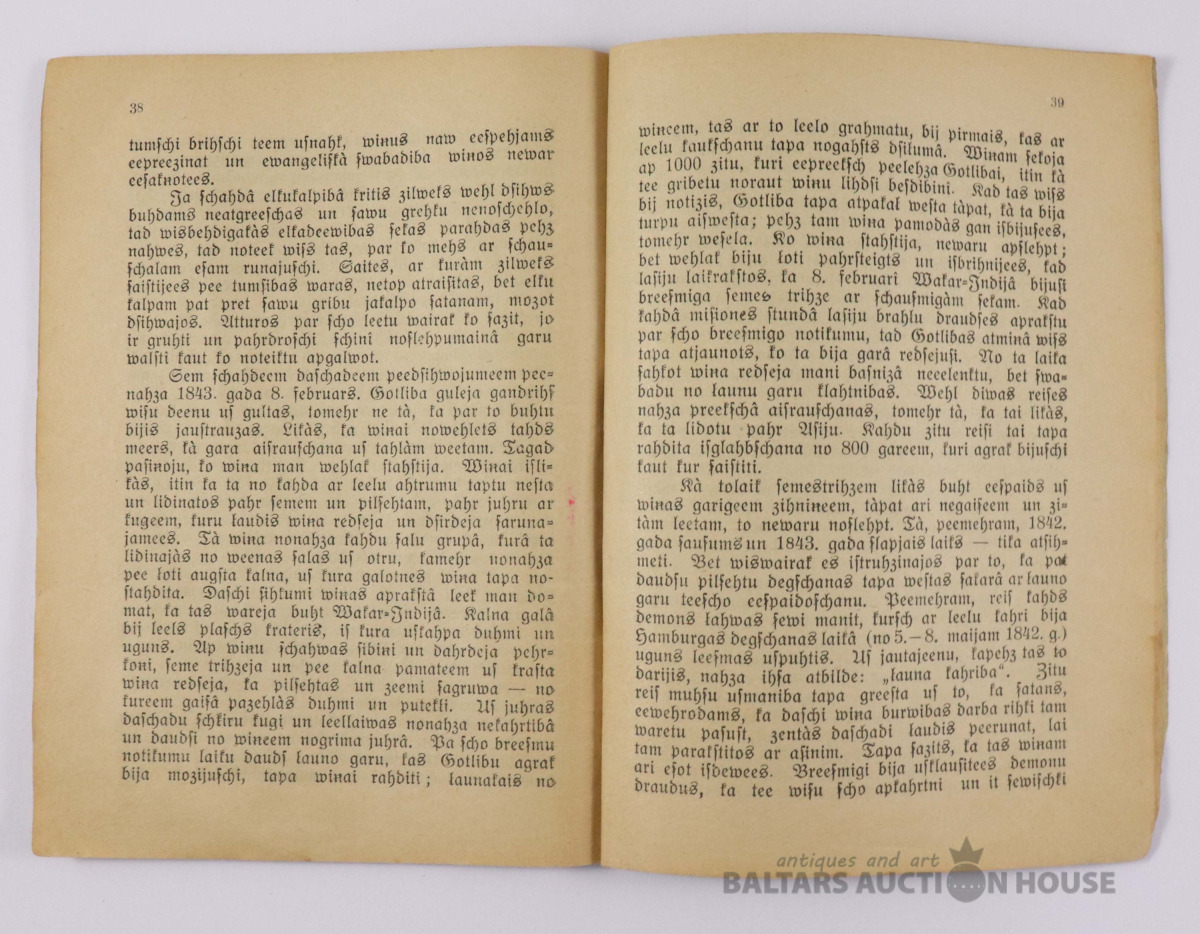 38
tumſchi brihſchi teem uſnahk, winus naw eeſpehjams
eepreezinat un ewangeliſkà ſwabadiba winos newar
eeſaknotees.
Ja ſchahdâ elkukalpibâ kritis zilweks wehl dſihws
buhdams neatgreeſchas un ſawu grehku nenoſchehlo,
tad wisbehdigakàs elkadeewibas ſekas parahdas pehz
nahwes, tad noteek wiſs tas, par ko mehs ar ſchau-
ſchalam eſam runajuſchi. Saites, ar kuràm zilweks
ſaiſtijees pee tumſibas waras, netop atraiſitas, bet elku
kalpam pat pret ſawu gribu jakalpo ſatanam, mozot
dſihwajos. Atturos par ſcho leetu wairak ko ſazit, jo
ir gruhti un pahrdroſchi ſchini noſlehpumainâ garu
walſti kaut ko noteiktu apgalwot.
Sem ſchahdeem daſchadeem peedſihwojumeem pee-
nahza 1843. gada 8. februars. Gotliba guleja gandrihſ
wiſu deenu uſ gultas, tomehr ne tà, ka par to buhtu
bijis jauſtrauzas. Likàs, ka winai nowehlets tahds
meers, kà gara aiſrauſchana uſ tahlàm weetam. Tagad
paſinoju, ko wina man wehlak ſtahſtija. Winai iſli-
kàs, itin ka ta no kahda ar leelu ahtrumu taptu neſta
un lidinatos pahr ſemem un pilſehtam, pahr juhru ar
kugeem, kuru laudis wina redſeja un dſirdeja ſaruna-
jamees. Tà wina nonahza kahdu ſalu grupâ, kurâ ta
lidinajàs no weenas ſalas uſ otru, kamehr nonahza
pee loti augſta kalna, uſ kura galotnes wina tapa no-
ſtahdita. Daſchi ſihkumi winas aprakſtâ leek man do-
mat, ka tas wareja buht Wakar-Indijâ. Kalna galâ
bij leels plaſchs krateris, is kura uſkahpa duhmi un
uguns. Ap winu ſchahwas ſibini un dahrdeja pehr-
koni, ſeme trihzeja un pee kalna pamateem uſ kraſta
wina redſeja, ka pilſehtas un zeemi ſagruwa — no
kureem gaiſâ pazehlàs duhmi un putekli. Uſ juhras
daſchadu ſchkiru kugi un leellaiwas nonahza nekahrtibâ
un daudſi no wineem nogrima juhrâ. Pa ſcho breeſmu
notikumu laiku daudſ launo garu, kas Gotlibu agrak
bija mozijuſchi, tapa winai rahditi; launakais no
39
wineem, tas ar to leelo grahmatu, bij pirmais, kas ar
leelu kaukſchanu tapa nogahſts dſilumâ. Winam ſekoja
ap 1000 zitu, kuri eepreekſch peelehza Gotlibai, itin kà
tee gribetu noraut winu lihdſi beſdibini. Kad tas wiſs
bij notizis, Gotliba tapa atpakal weſta tàpat, kà ta bija
turpu aiſweſta; pehz tam wina pamodàs gan iſbijuſees,
tomehr weſela. Ko wina ſtahſtija, newaru apſlehpt;
bet wehlak biju loti pahrſteigts un iſbrihnijees, kad
laſiju laikrakſtos, ka 8. februari Wakar-Indijâ bijuſi
breeſmiga ſemes trihze ar ſchauſmigàm ſekam. Kad
kahdâ miſiones ſtundâ laſiju brahlu draudſes aprakſtu
par ſcho breeſmigo notikumu, tad Gotlibas atminâ wiſs
tapa atjaunots, ko ta bija garâ redſejuſi. No ta laika
ſahkot wina redſeja mani baſnizâ neeelenktu, bet ſwa-
badu no launu garu klahtnibas. Wehl diwas reiſes
nahza preekſchâ aiſrauſchanas, tomehr tà, ka tai likàs,
ka ta lidotu pahr Aſiju. Kahdu zitu reiſi tai tapa
rahdita iſglahbſchana no 800 gareem, kuri agrak bijuſchi
kaut kur ſaiſtiti.
Kà tolaik ſemestrihzem likàs buht eeſpaids uſ
winas garigeem zihnineem, tàpat ari negaiſeem un zi-
tàm leetam, to newaru noſlehpt. Tà, peemehram, 1842.
gada ſauſums un 1843. gada ſlapjais laiks — tika atſih-
meti. Bet wiswairak es iſtruhzinajos par to, ka pat
daudſu pilſehtu degſchanas tapa weſtas ſakarâ ar launo
garu teeſcho eeſpaidoſchanu. Peemehram, reiſ kahds
demons kahwas ſewi manit, kurſch ar leelu kahri bija
Hamburgas degſchanas laikâ (no 5.–8. maijam 1842. g.)
uguns leeſmas uſpuhtis. Uſ jautajeenu, kapehz tas to
darijis, nahza ihſa atbilde: „launa kahriba“. Zitu
reiſ muhſu uſmaniba tapa greeſta uſ to, ka ſatans,
eewehrodams, ka daſchi wina burwibas darba rihki tam
waretu paſuſt, zentàs daſchadi laudis peerunat, lai
tam parakſtitos ar aſinim. Tapa ſazits, ka tas winam
ari eſot iſdewees. Breeſmigi bija uſklauſitees demonu
draudus, ka tee wiſu ſcho apkahrtni un it ſewiſchki
antiques and art
BALTARS AUCTION HOUSE